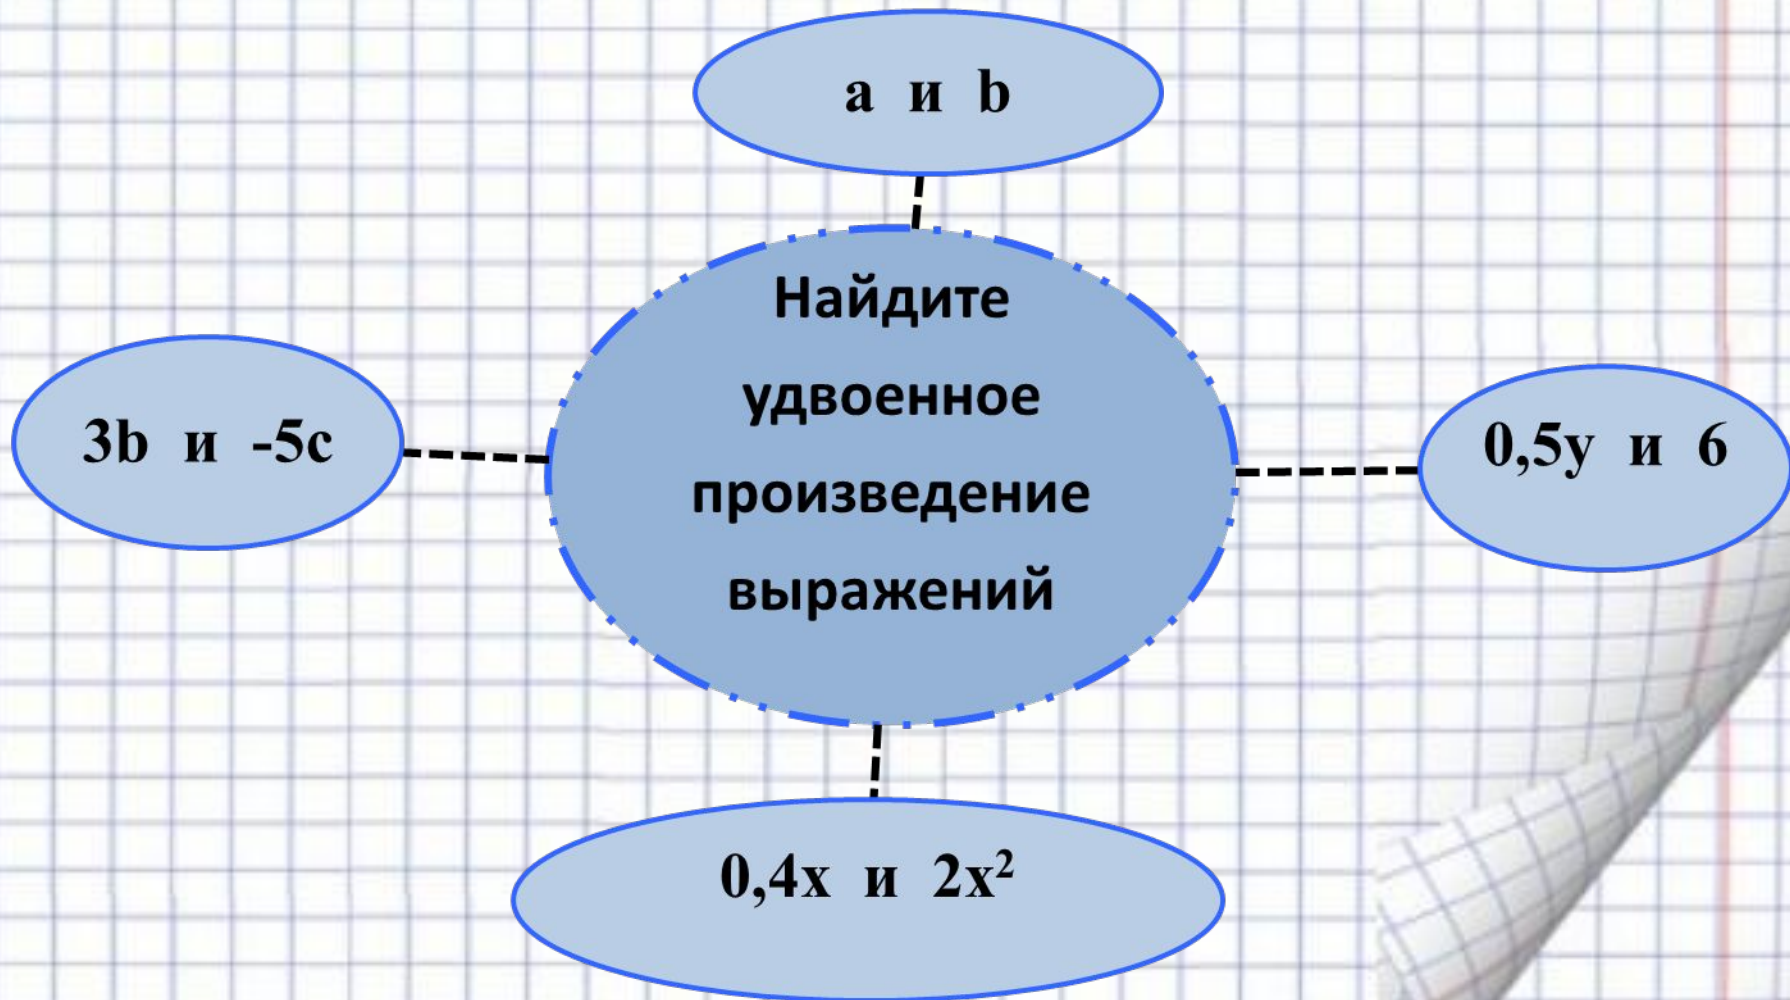 a и b
Найдите
удвоенное
произведение
выражений
3b и -5c
0,5y и 6
0,4x и 2x²